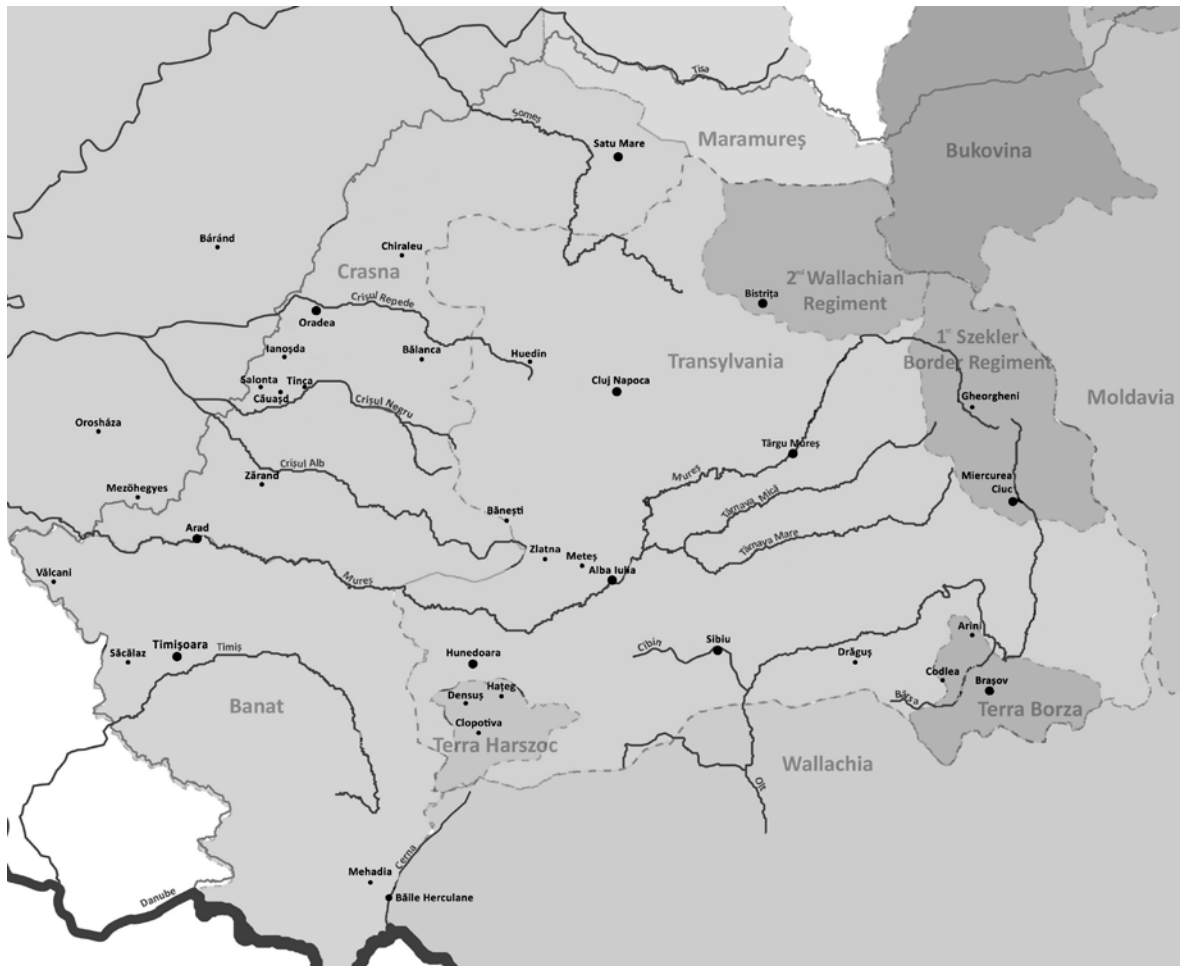 Tisa
Someș
Satu Mare
Maramureș
Bukovina
Báránd
Chiraleu
Crasna
Bistrița
2nd Wallachian
Regiment
Crișul Repede
Oradea
Ianoșda
Bălanca
Huedin
Transylvania
1st Szekler
Border Regiment
Salonta
Tinca
Căuașd
Crișul Negru
Cluj Napoca
Gheorgheni
Moldavia
Orosháza
Târgu Mureș
Crișul Alb
Zărand
Mureș
Miercurea
Ciuc
Mezöhegyes
Târnava Mică
Bănești
Arad
Târnava Mare
Zlatna
Meteș
Alba Iulia
Vălcani
Mureș
Arini
Săcălaz
Timișoara
Timiș
Hunedoara
Cibin
Sibiu
Drăguș
Codlea
Brașov
Bârsa
Densuș
Hațeg
Banat
Clopotiva
Terra Harszoc
Terra Borza
Wallachia
Olt
Cerna
Mehadia
Băile Herculane
Danube